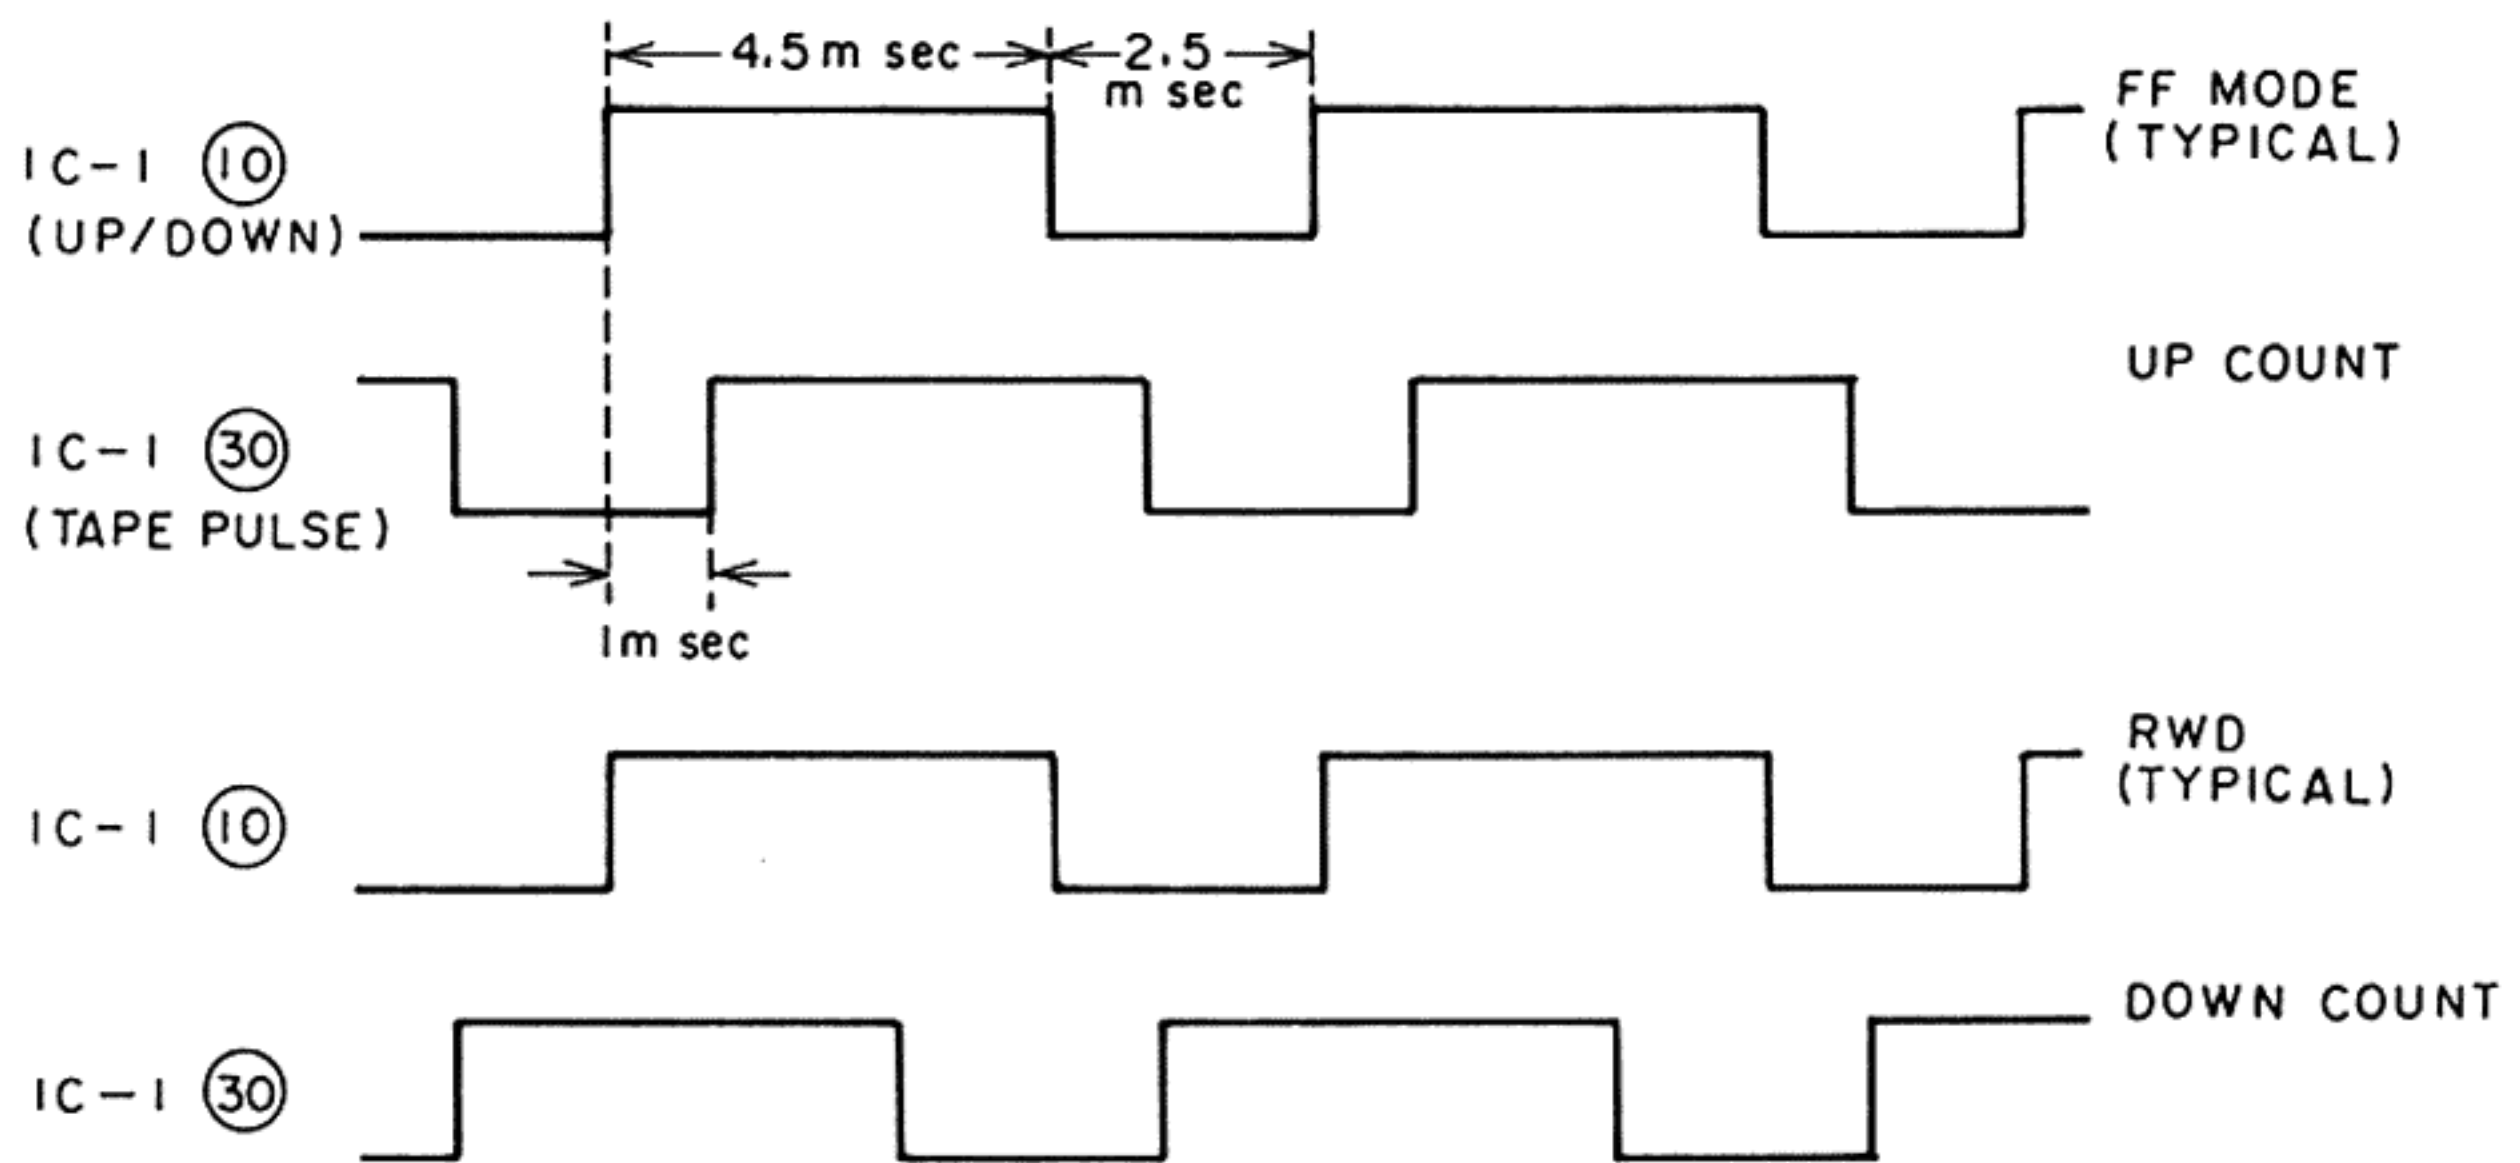 4.5 m sec
2.5
m sec
FF MODE
(TYPICAL)
IC-1 10
(UP/DOWN)
UP COUNT
IC-1 30
(TAPE PULSE)
1m sec
RWD
(TYPICAL)
IC-1 10
DOWN COUNT
IC-1 30